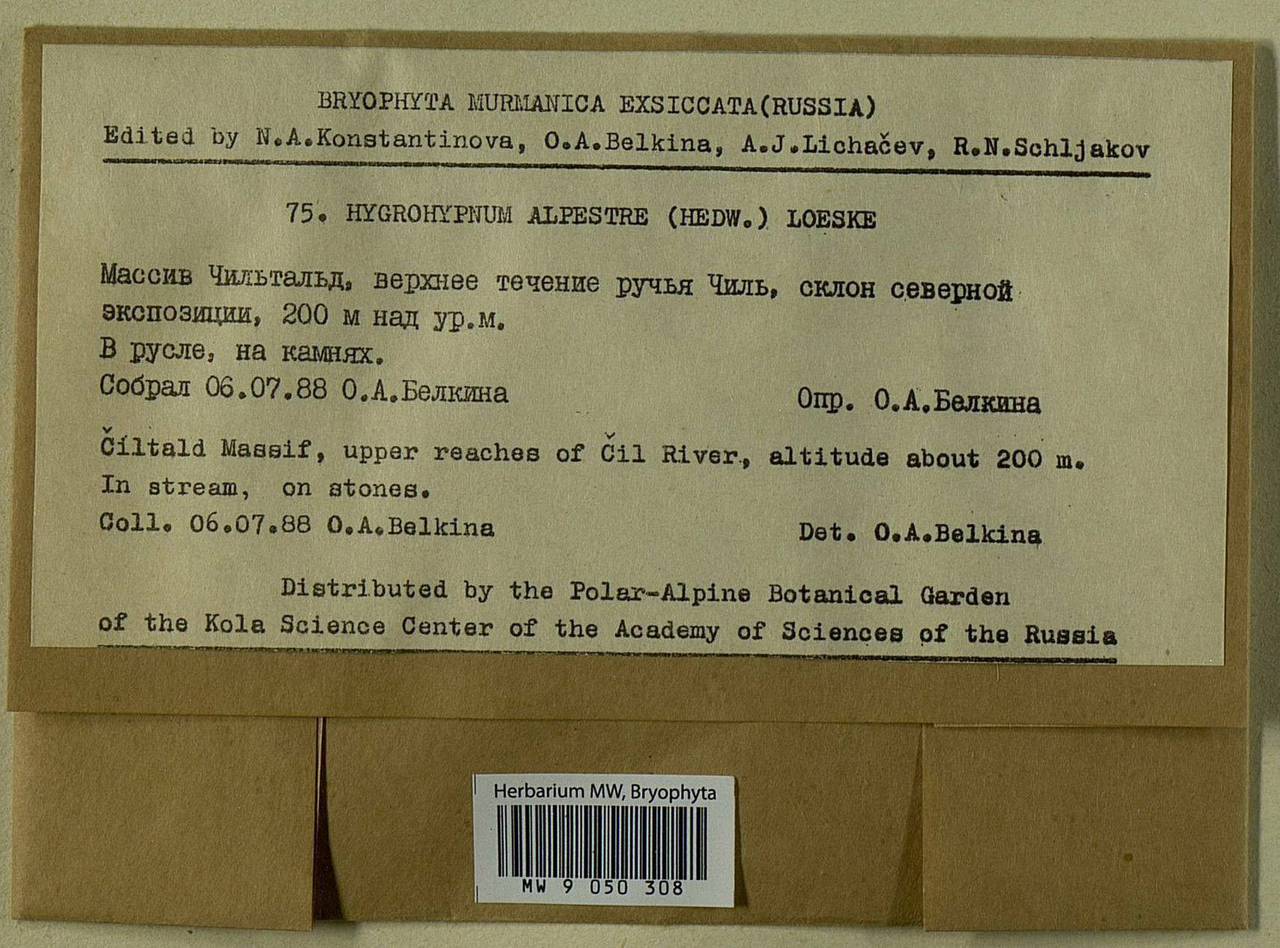 BRYOPHYTA MURMANICA EXSICCATA(RUSSIA)
Edited by N.A.Konstantinova, O.A.Belkina, A.J.Lichačev, R.N.Schljakov
75. HYGROHYPNUM ALPESTRE (HEDW.) LOESKE
Массив Чильтальд, верхнее течение ручья Чиль, склон северной
экспозиции, 200 м над ур.м.
В русле, на камнях.
Собрал 06.07.88 О.А.Белкина Опр. О.А.Белкина
Čiltald Massif, upper reaches of Čil River, altitude about 200 m.
In stream, on stones.
Coll. 06.07.88 O.A.Belkina Det. O.A.Belkina
Distributed by the Polar-Alpine Botanical Garden
of the Kola Science Center of the Academy of Sciences of the Russia
Herbarium MW, Bryophyta
MW 9 050 308